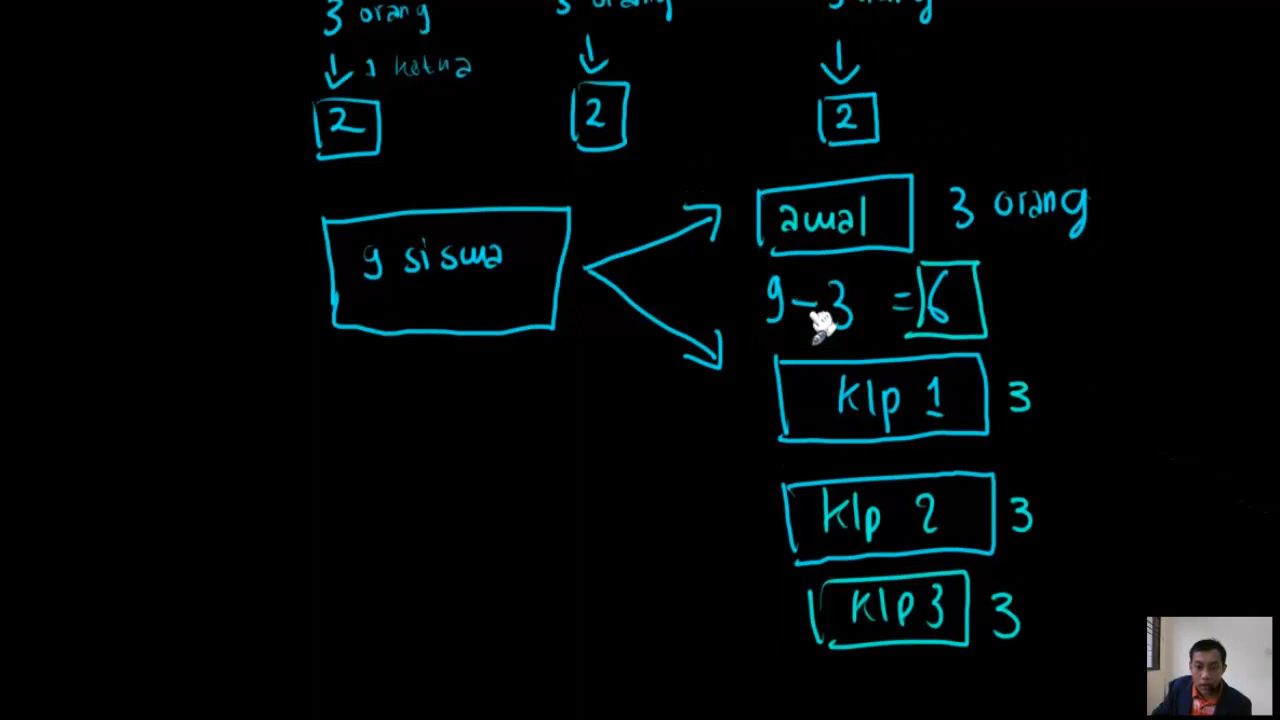 3 orang
orang
↓ 1 ketua
2
2
2
awal 3 orang
9 siswa
9 - 3 = 6
Klp 1 3
Klp 2 3
Klp 3 3